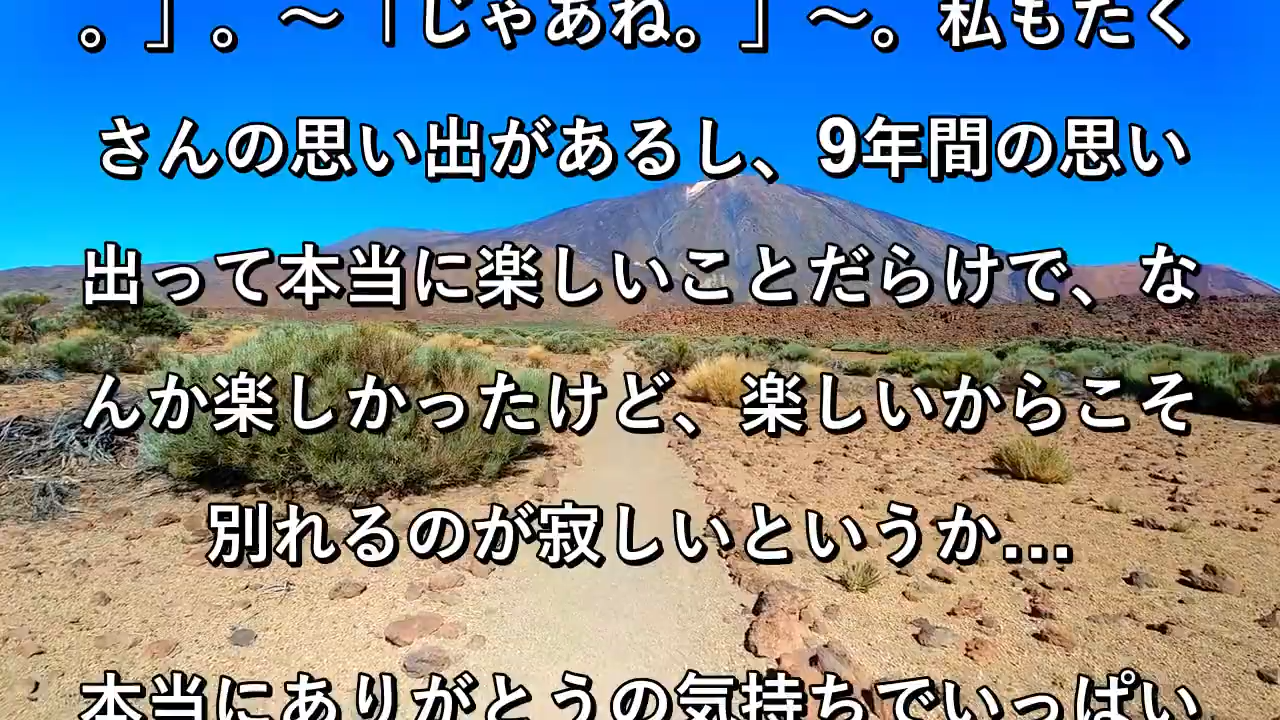 。」。〜「じゃあね。」〜。私もたく
さんの思い出があるし、9年間の思い
出って本当に楽しいことだらけで、な
んか楽しかったけど、楽しいからこそ
別れるのが寂しいというか…
本当にありがとうの気持ちでいっぱい